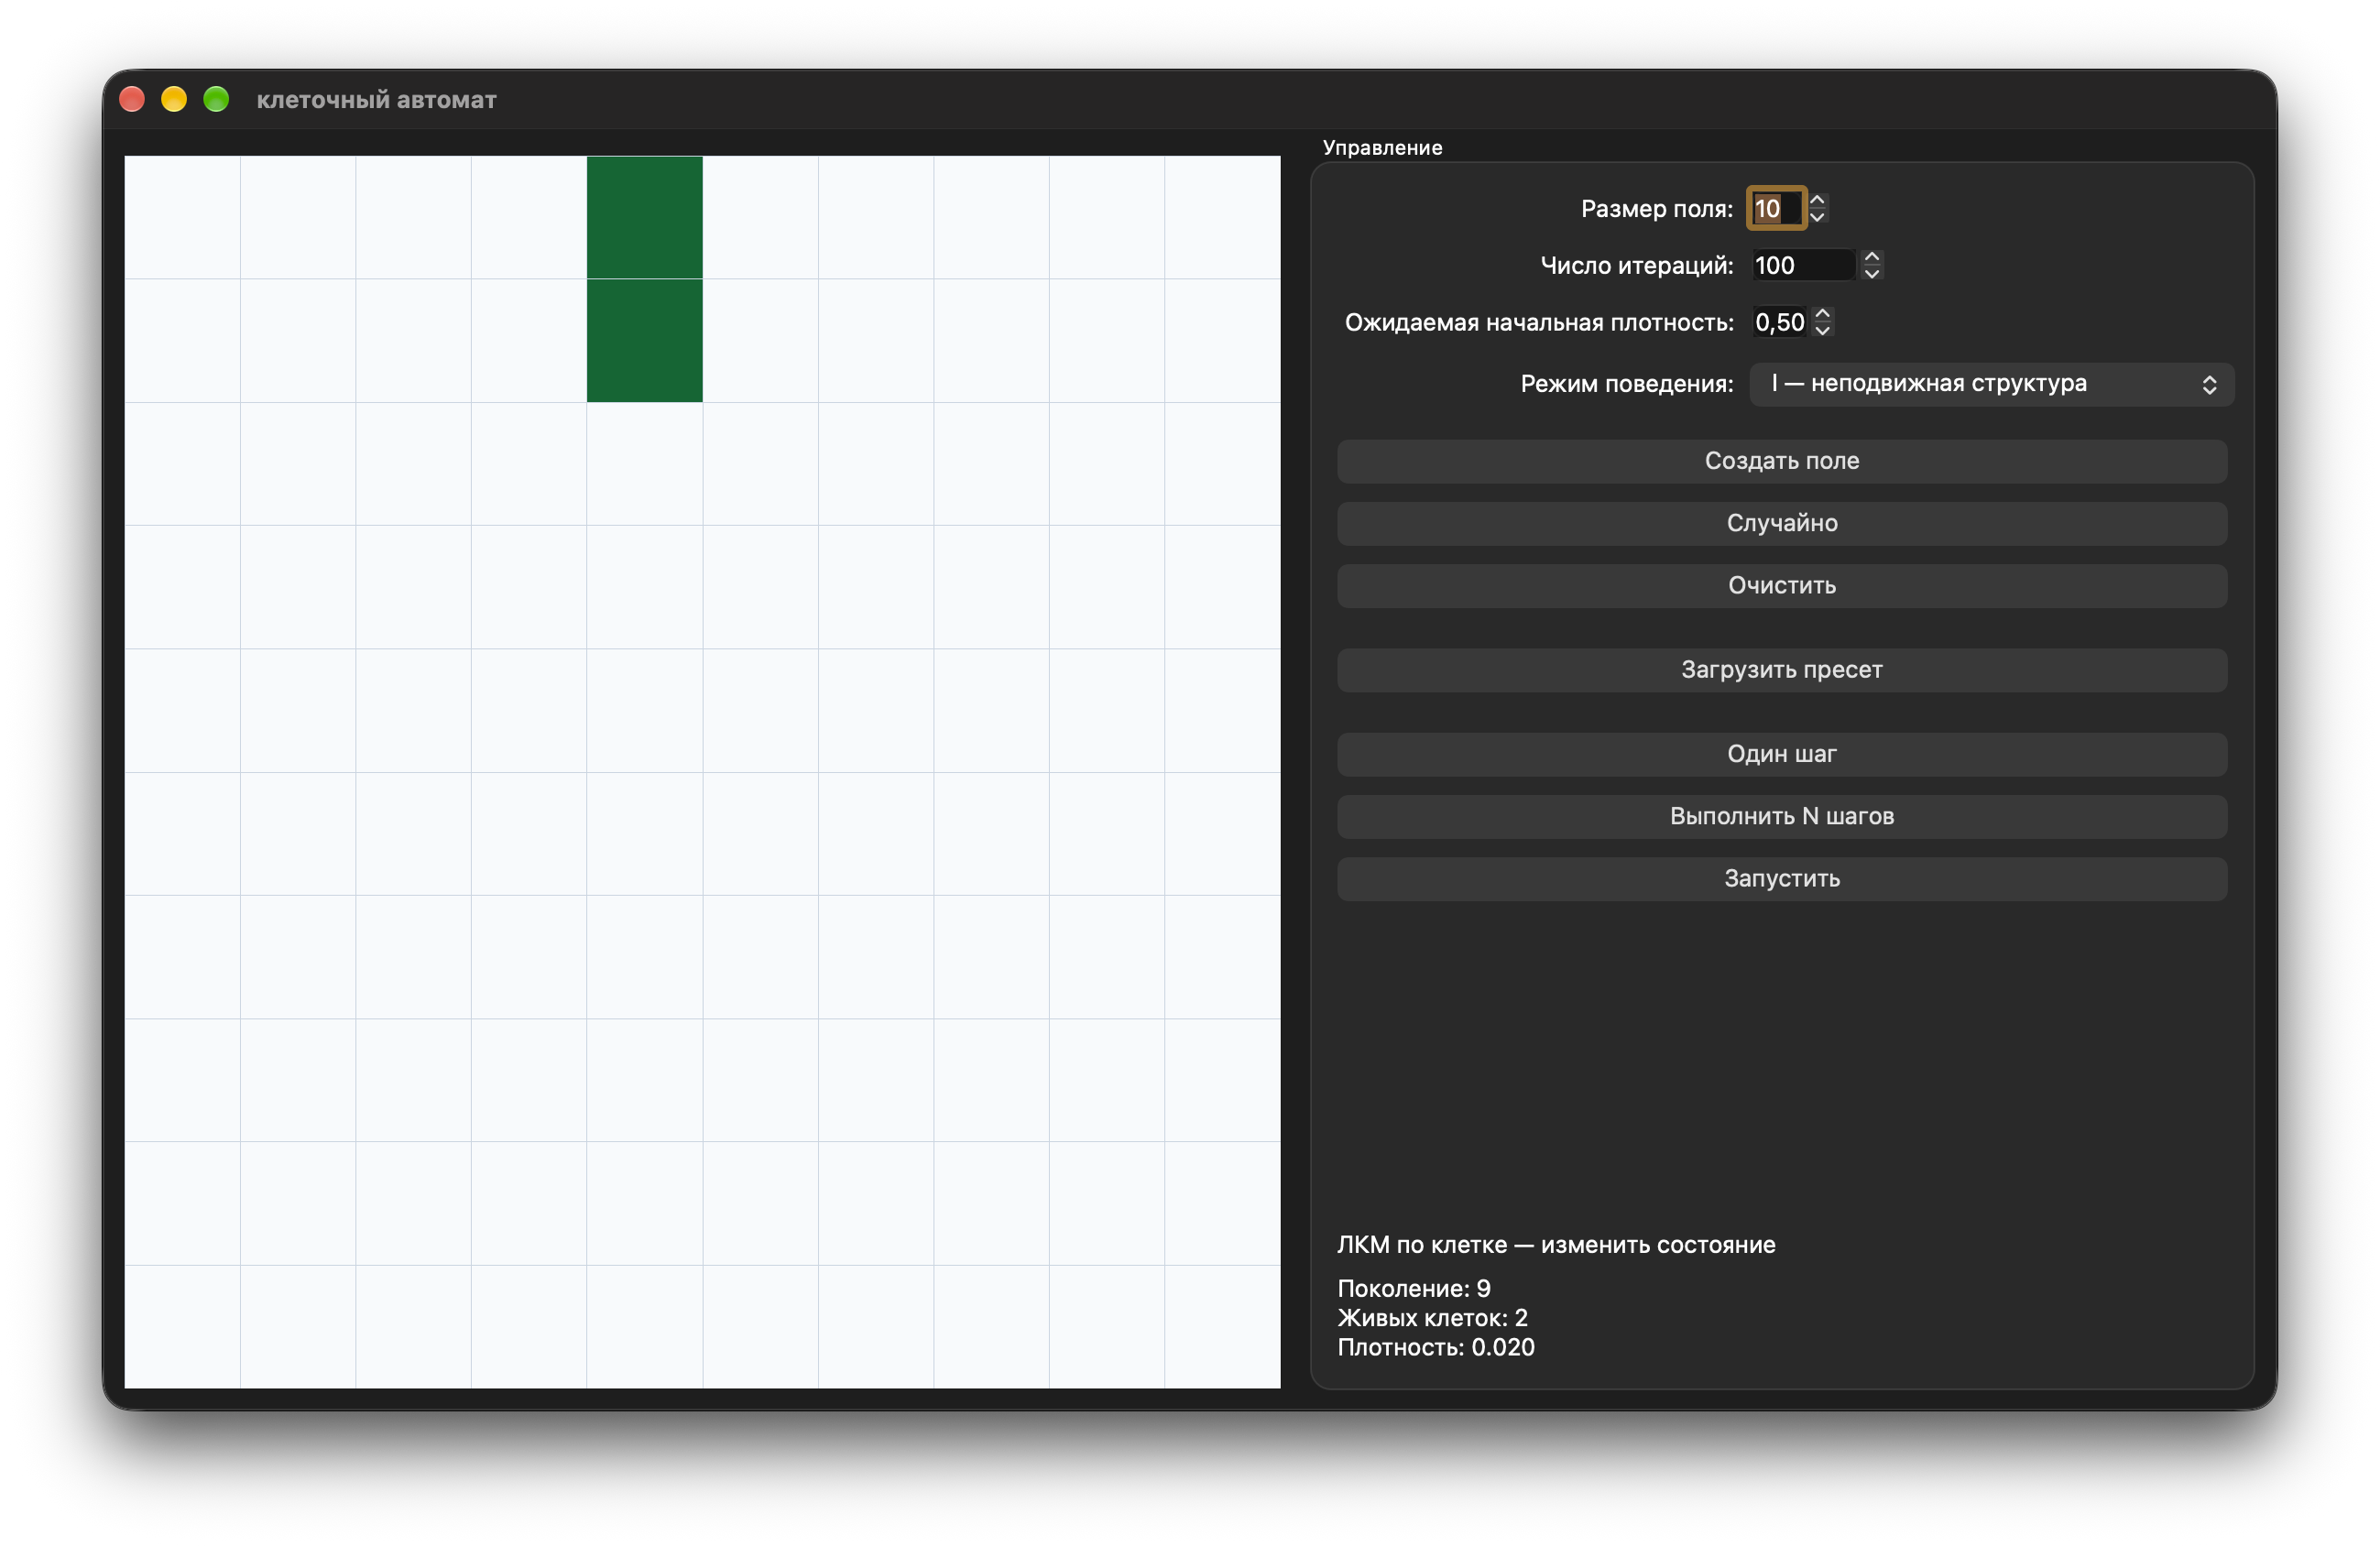 клеточный автомат
Управление
Размер поля: 10
Число итераций: 100
Ожидаемая начальная плотность: 0,50
Режим поведения: I — неподвижная структура
Создать поле
Случайно
Очистить
Загрузить пресет
Один шаг
Выполнить N шагов
Запустить
ЛКМ по клетке — изменить состояние
Поколение: 9
Живых клеток: 2
Плотность: 0.020